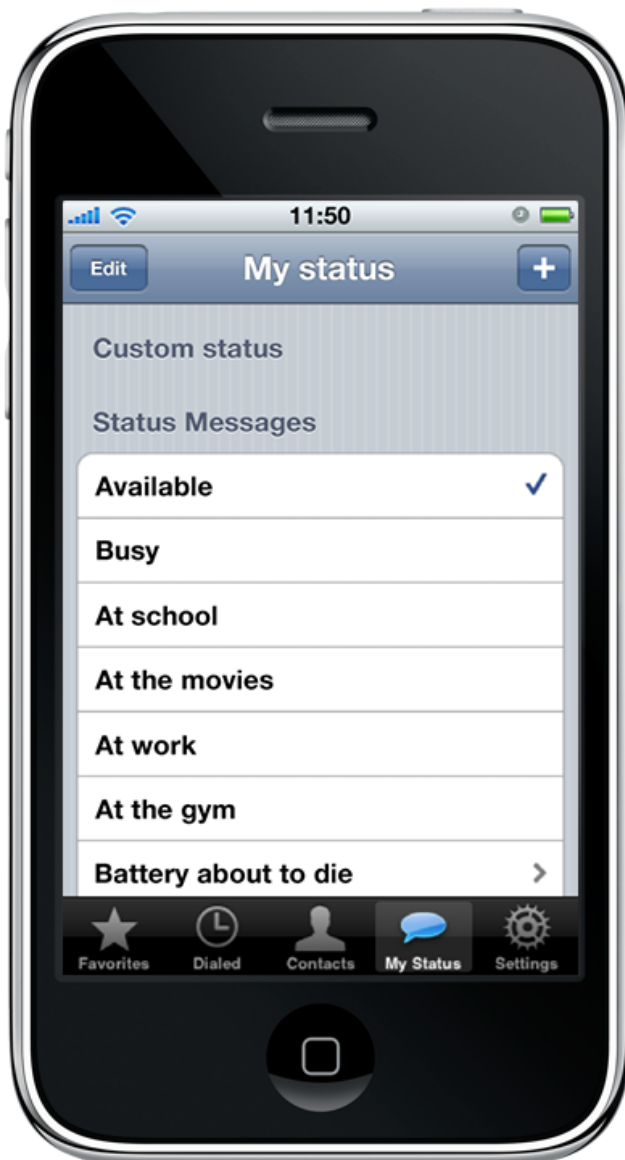 11:50
Edit My status +
Custom status
Status Messages
Available
Busy
At school
At the movies
At work
At the gym
Battery about to die
Favorites Dialed Contacts My Status Settings